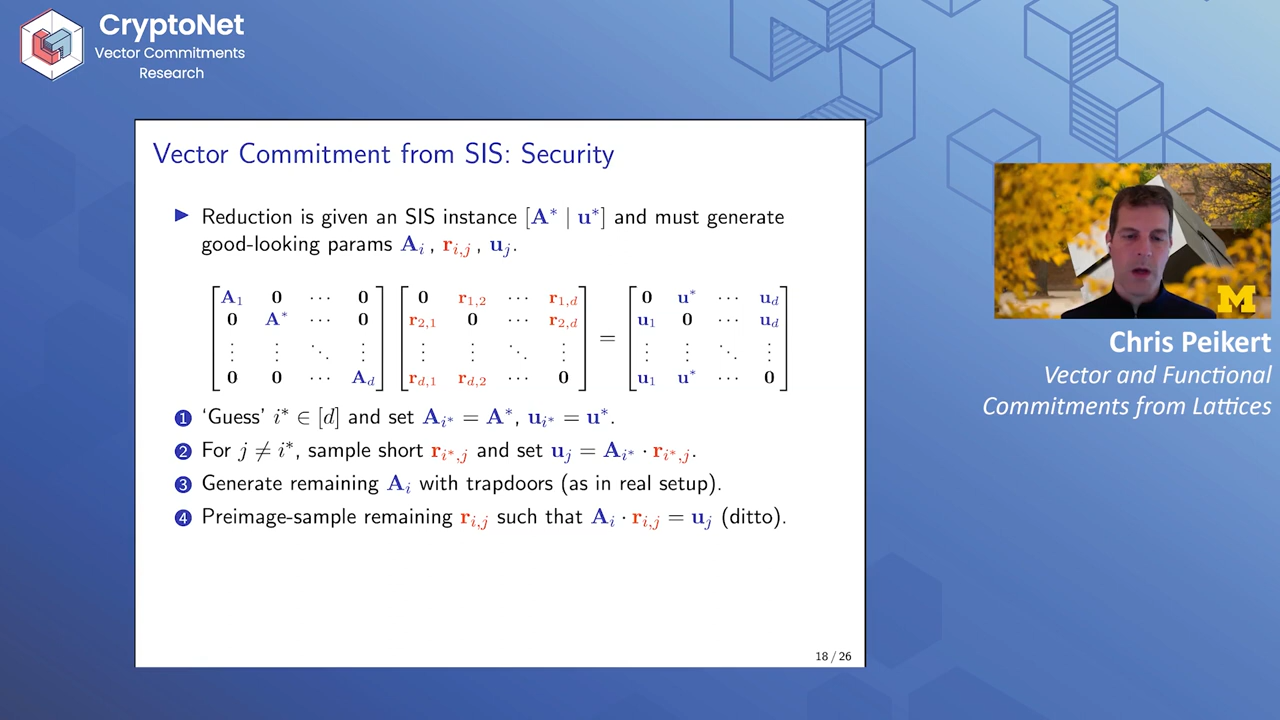 CryptoNet
Vector Commitments
Research
Vector Commitment from SIS: Security
▶ Reduction is given an SIS instance [A* | u*] and must generate
good-looking params A_i , r_{i,j} , u_j.
[A_1 0 ⋯ 0] [0 r_{1,2} ⋯ r_{1,d}] [0 u* ⋯ u_d]
[0 A* ⋯ 0] [r_{2,1} 0 ⋯ r_{2,d}] = [u_1 0 ⋯ u_d]
[⋮ ⋮ ⋱ ⋮] [⋮ ⋮ ⋱ ⋮] [⋮ ⋮ ⋱ ⋮]
[0 0 ⋯ A_d] [r_{d,1} r_{d,2} ⋯ 0] [u_1 u* ⋯ 0]
1 ‘Guess’ i* ∈ [d] and set A_{i*} = A*, u_{i*} = u*.
2 For j ≠ i*, sample short r_{i*,j} and set u_j = A_{i*} · r_{i*,j}.
3 Generate remaining A_i with trapdoors (as in real setup).
4 Preimage-sample remaining r_{i,j} such that A_i · r_{i,j} = u_j (ditto).
18 / 26
M
Chris Peikert
Vector and Functional
Commitments from Lattices